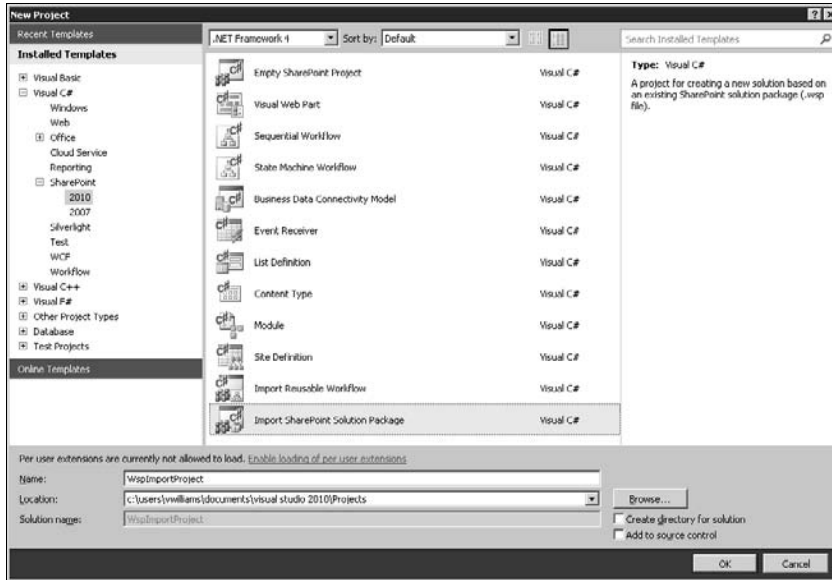 New Project
Recent Templates
Installed Templates
Visual Basic
Visual C#
Windows
Web
Office
Cloud Service
Reporting
SharePoint
2010
2007
Silverlight
Test
WCF
Workflow
Visual C++
Visual F#
Other Project Types
Database
Test Projects
Online Templates
.NET Framework 4 Sort by: Default
Empty SharePoint Project Visual C#
Visual Web Part Visual C#
Sequential Workflow Visual C#
State Machine Workflow Visual C#
Business Data Connectivity Model Visual C#
Event Receiver Visual C#
List Definition Visual C#
Content Type Visual C#
Module Visual C#
Site Definition Visual C#
Import Reusable Workflow Visual C#
Import SharePoint Solution Package Visual C#
Search Installed Templates
Type: Visual C#
A project for creating a new solution based on
an existing SharePoint solution package (.wsp
file).
Per user extensions are currently not allowed to load. Enable loading of per user extensions
Name: WspImportProject
Location: c:\users\vwilliams\documents\visual studio 2010\Projects Browse...
Solution name: WspImportProject
Create directory for solution
Add to source control
OK Cancel